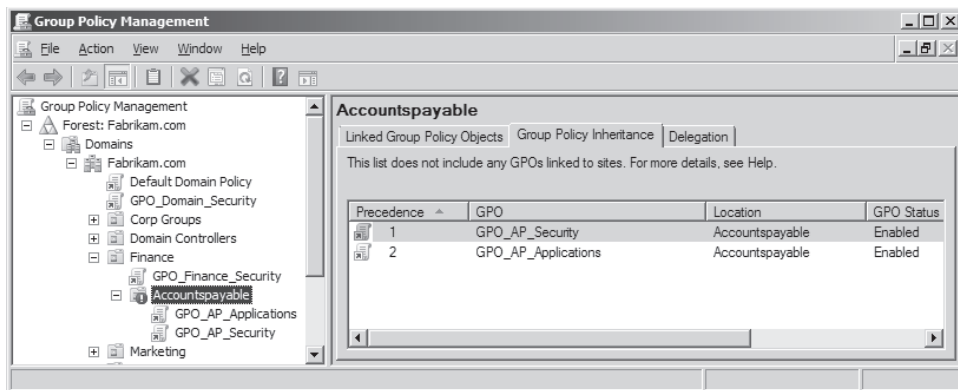 Group Policy Management
File Action View Window Help
Group Policy Management
Forest: Fabrikam.com
Domains
Fabrikam.com
Default Domain Policy
GPO_Domain_Security
Corp Groups
Domain Controllers
Finance
GPO_Finance_Security
Accountspayable
GPO_AP_Applications
GPO_AP_Security
Marketing
Accountspayable
Linked Group Policy Objects Group Policy Inheritance Delegation
This list does not include any GPOs linked to sites. For more details, see Help.
Precedence GPO Location GPO Status
1 GPO_AP_Security Accountspayable Enabled
2 GPO_AP_Applications Accountspayable Enabled